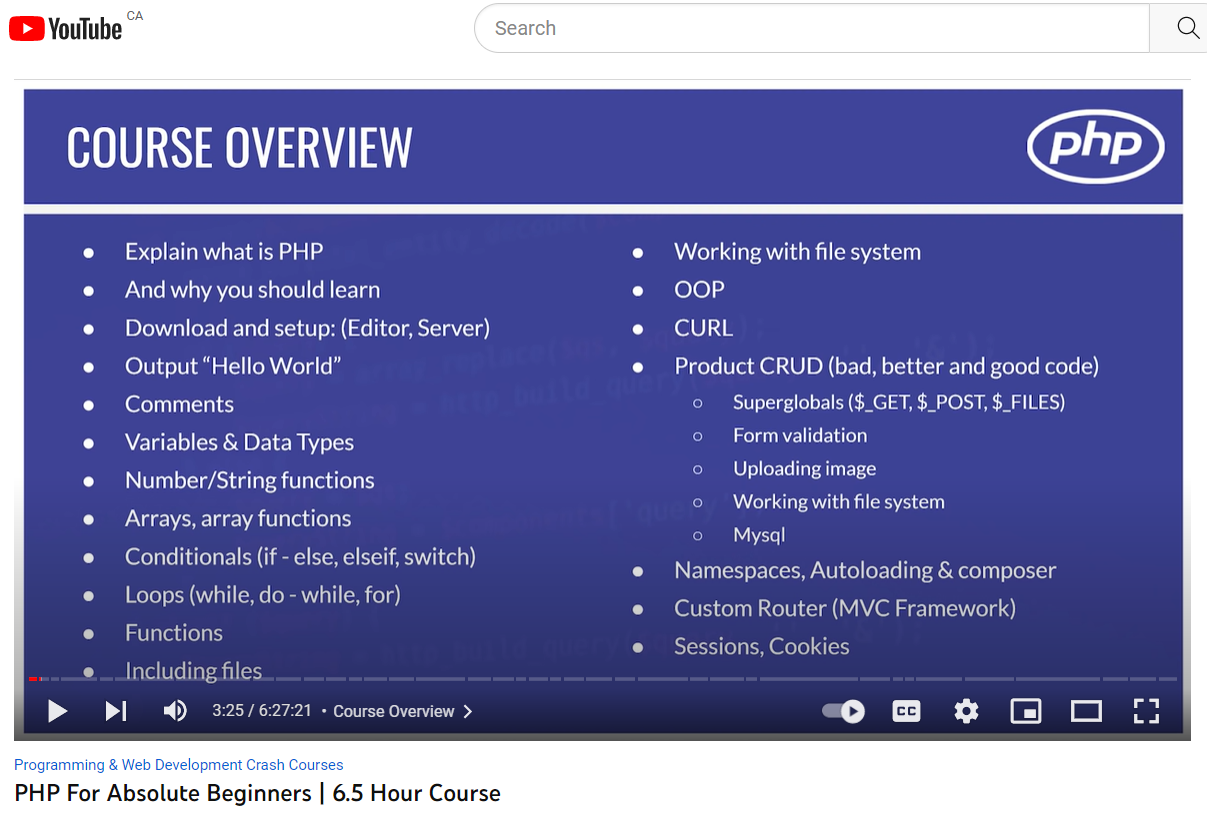 YouTube CA
Search
COURSE OVERVIEW
php
● Explain what is PHP
● And why you should learn
● Download and setup: (Editor, Server)
● Output “Hello World”
● Comments
● Variables & Data Types
● Number/String functions
● Arrays, array functions
● Conditionals (if - else, elseif, switch)
● Loops (while, do - while, for)
● Functions
● Including files
● Working with file system
● OOP
● CURL
● Product CRUD (bad, better and good code)
○ Superglobals ($_GET, $_POST, $_FILES)
○ Form validation
○ Uploading image
○ Working with file system
○ Mysql
● Namespaces, Autoloading & composer
● Custom Router (MVC Framework)
● Sessions, Cookies
3:25 / 6:27:21 • Course Overview
CC
Programming & Web Development Crash Courses
PHP For Absolute Beginners | 6.5 Hour Course